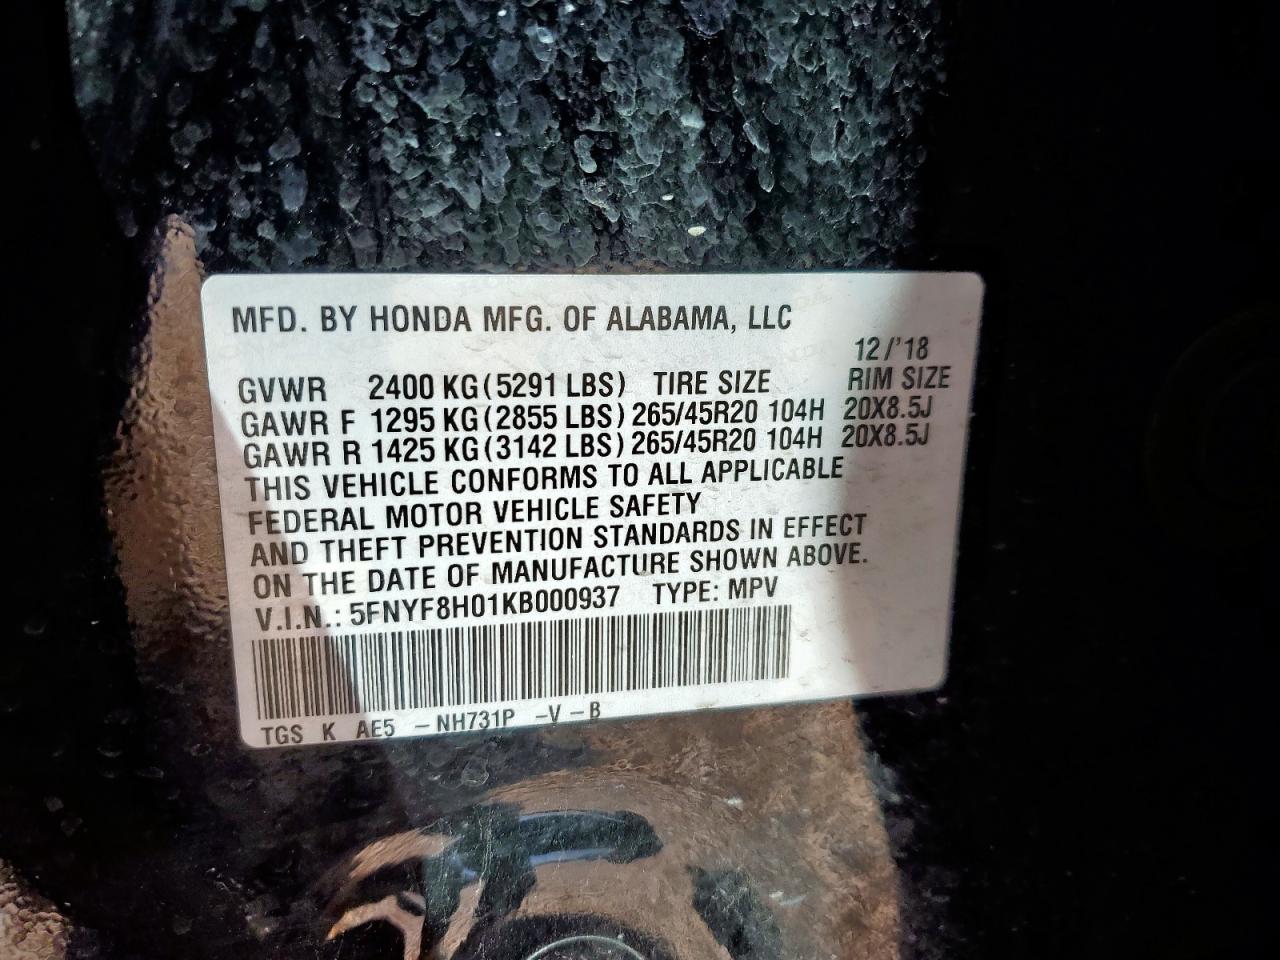 MFD. BY HONDA MFG. OF ALABAMA, LLC
12/'18
GVWR 2400 KG(5291 LBS) TIRE SIZE RIM SIZE
GAWR F 1295 KG(2855 LBS) 265/45R20 104H 20X8.5J
GAWR R 1425 KG(3142 LBS) 265/45R20 104H 20X8.5J
THIS VEHICLE CONFORMS TO ALL APPLICABLE
FEDERAL MOTOR VEHICLE SAFETY
AND THEFT PREVENTION STANDARDS IN EFFECT
ON THE DATE OF MANUFACTURE SHOWN ABOVE.
V.I.N.: 5FNYF8H01KB000937 TYPE: MPV
TGS K AE5 -NH731P -V-B